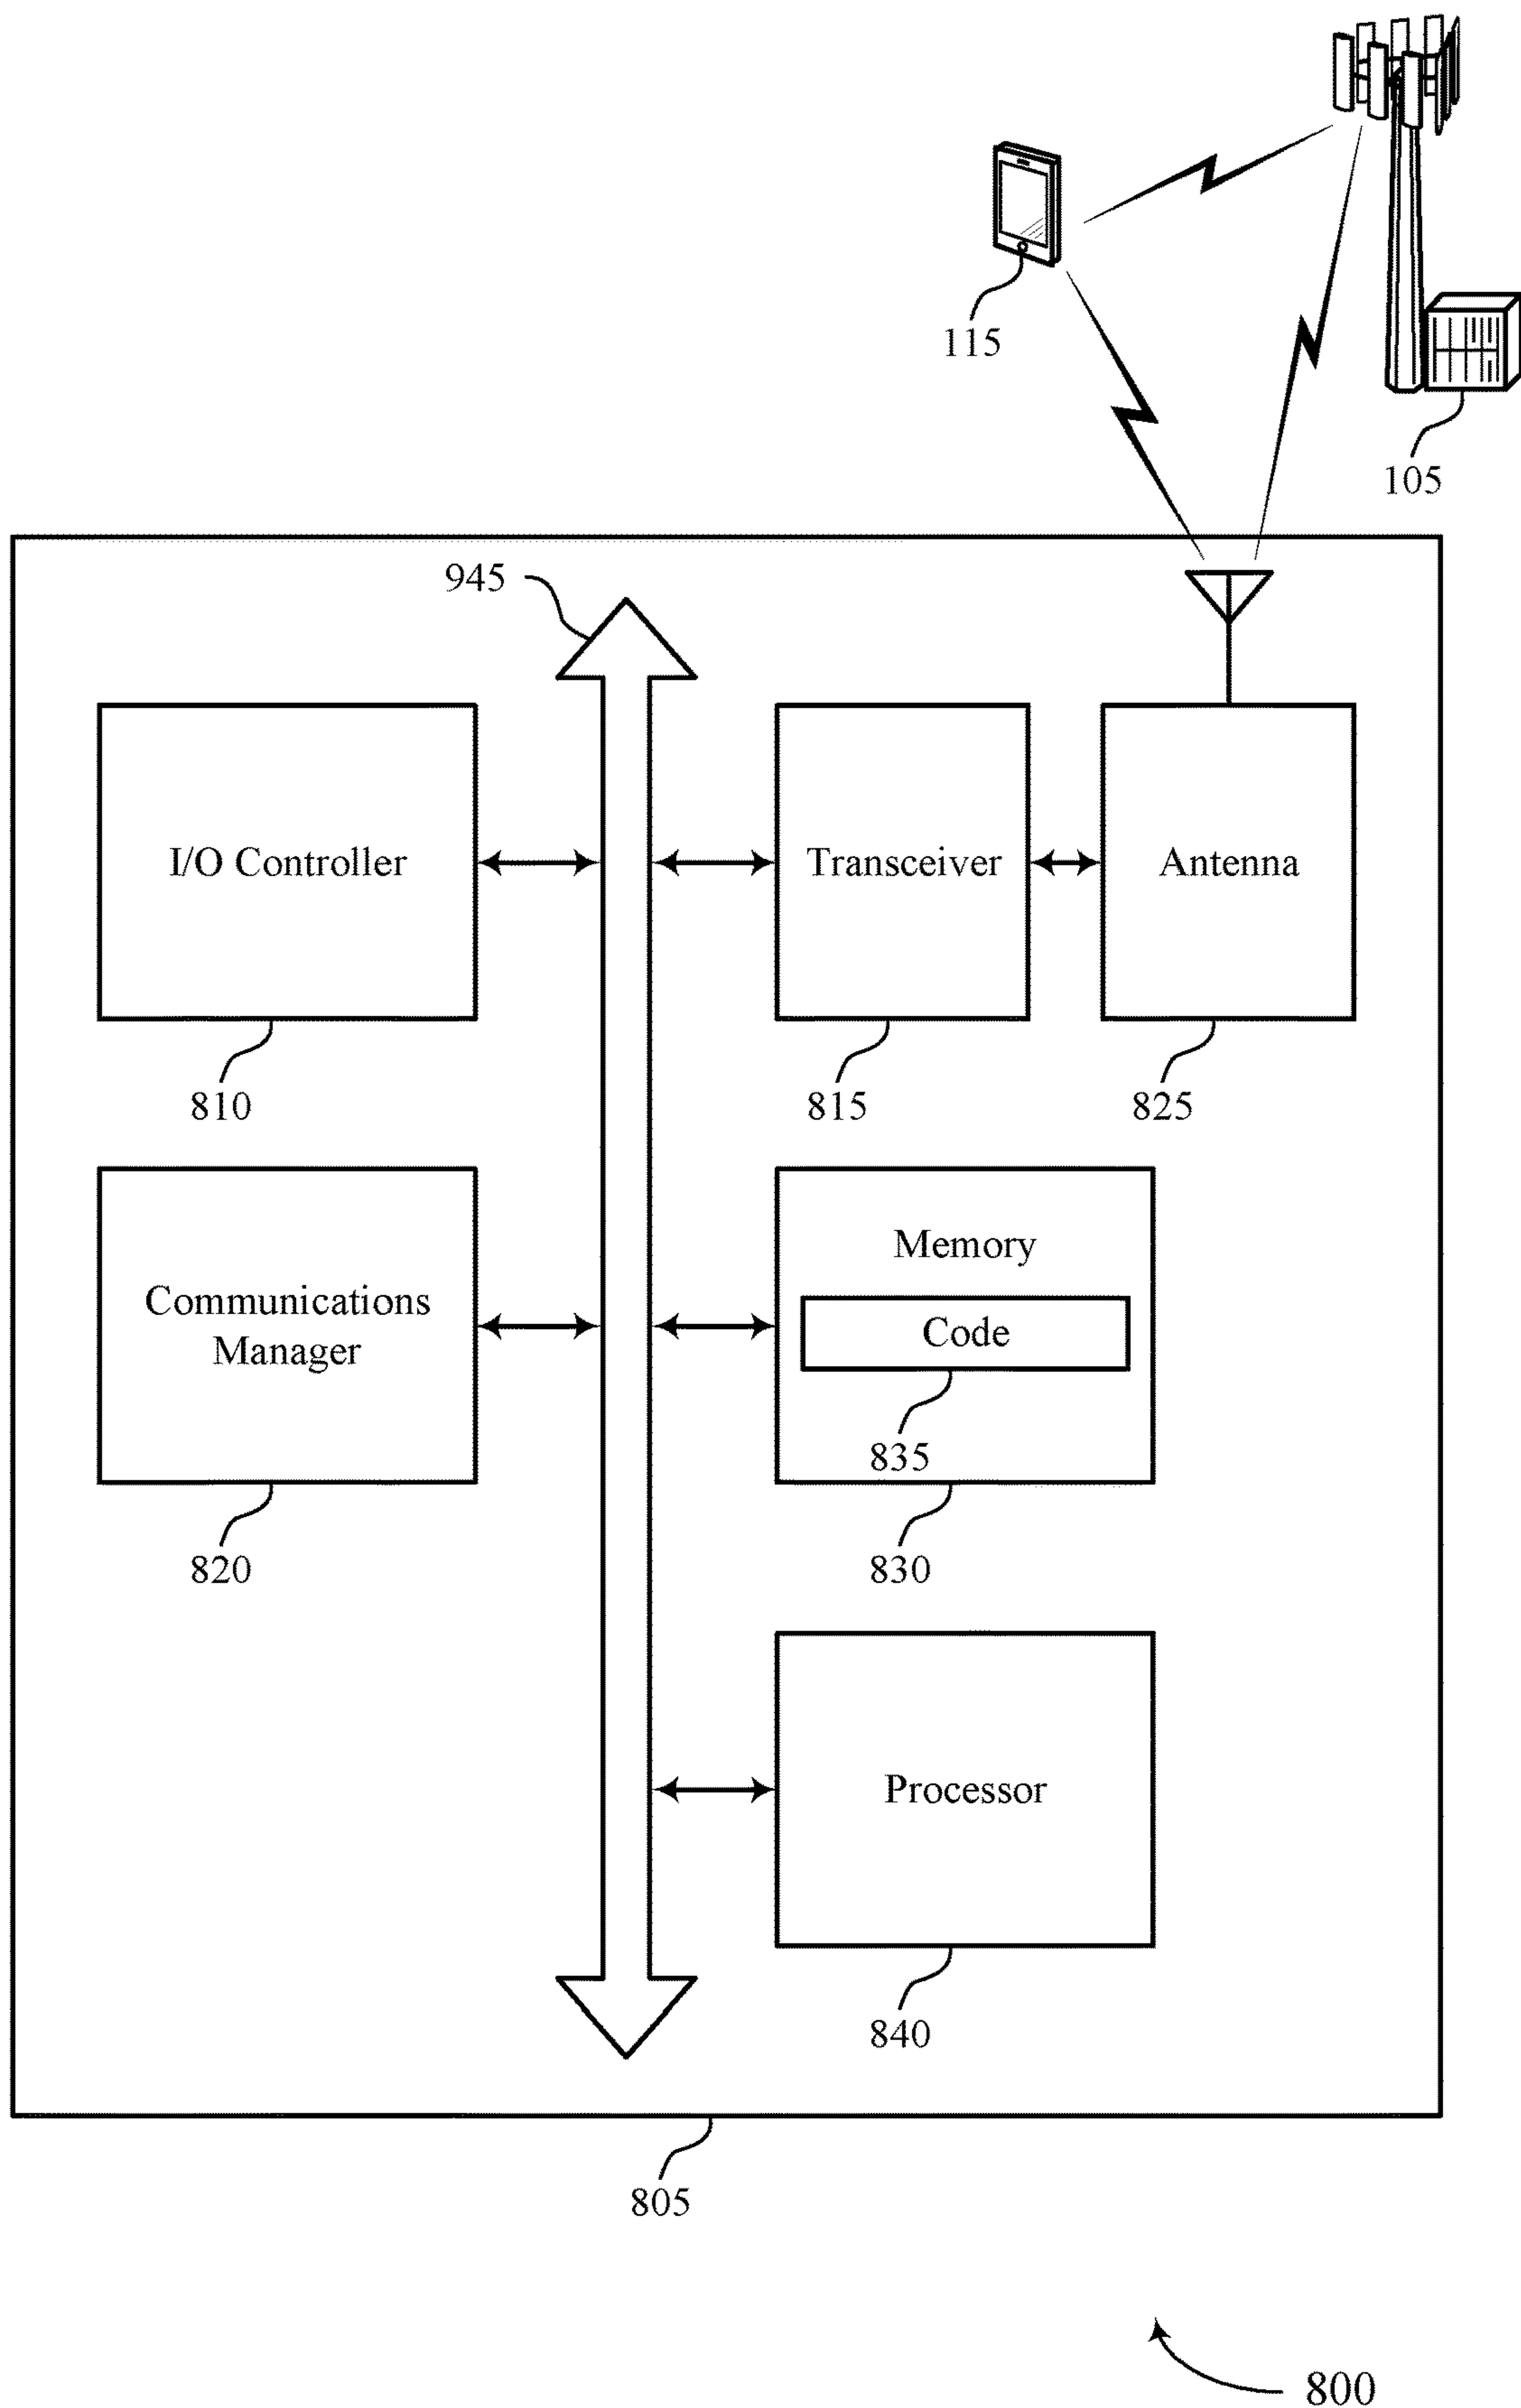 115
105
945
I/O Controller
Transceiver
Antenna
810
815
825
Communications
Manager
Memory
Code
835
820
830
Processor
840
805
800